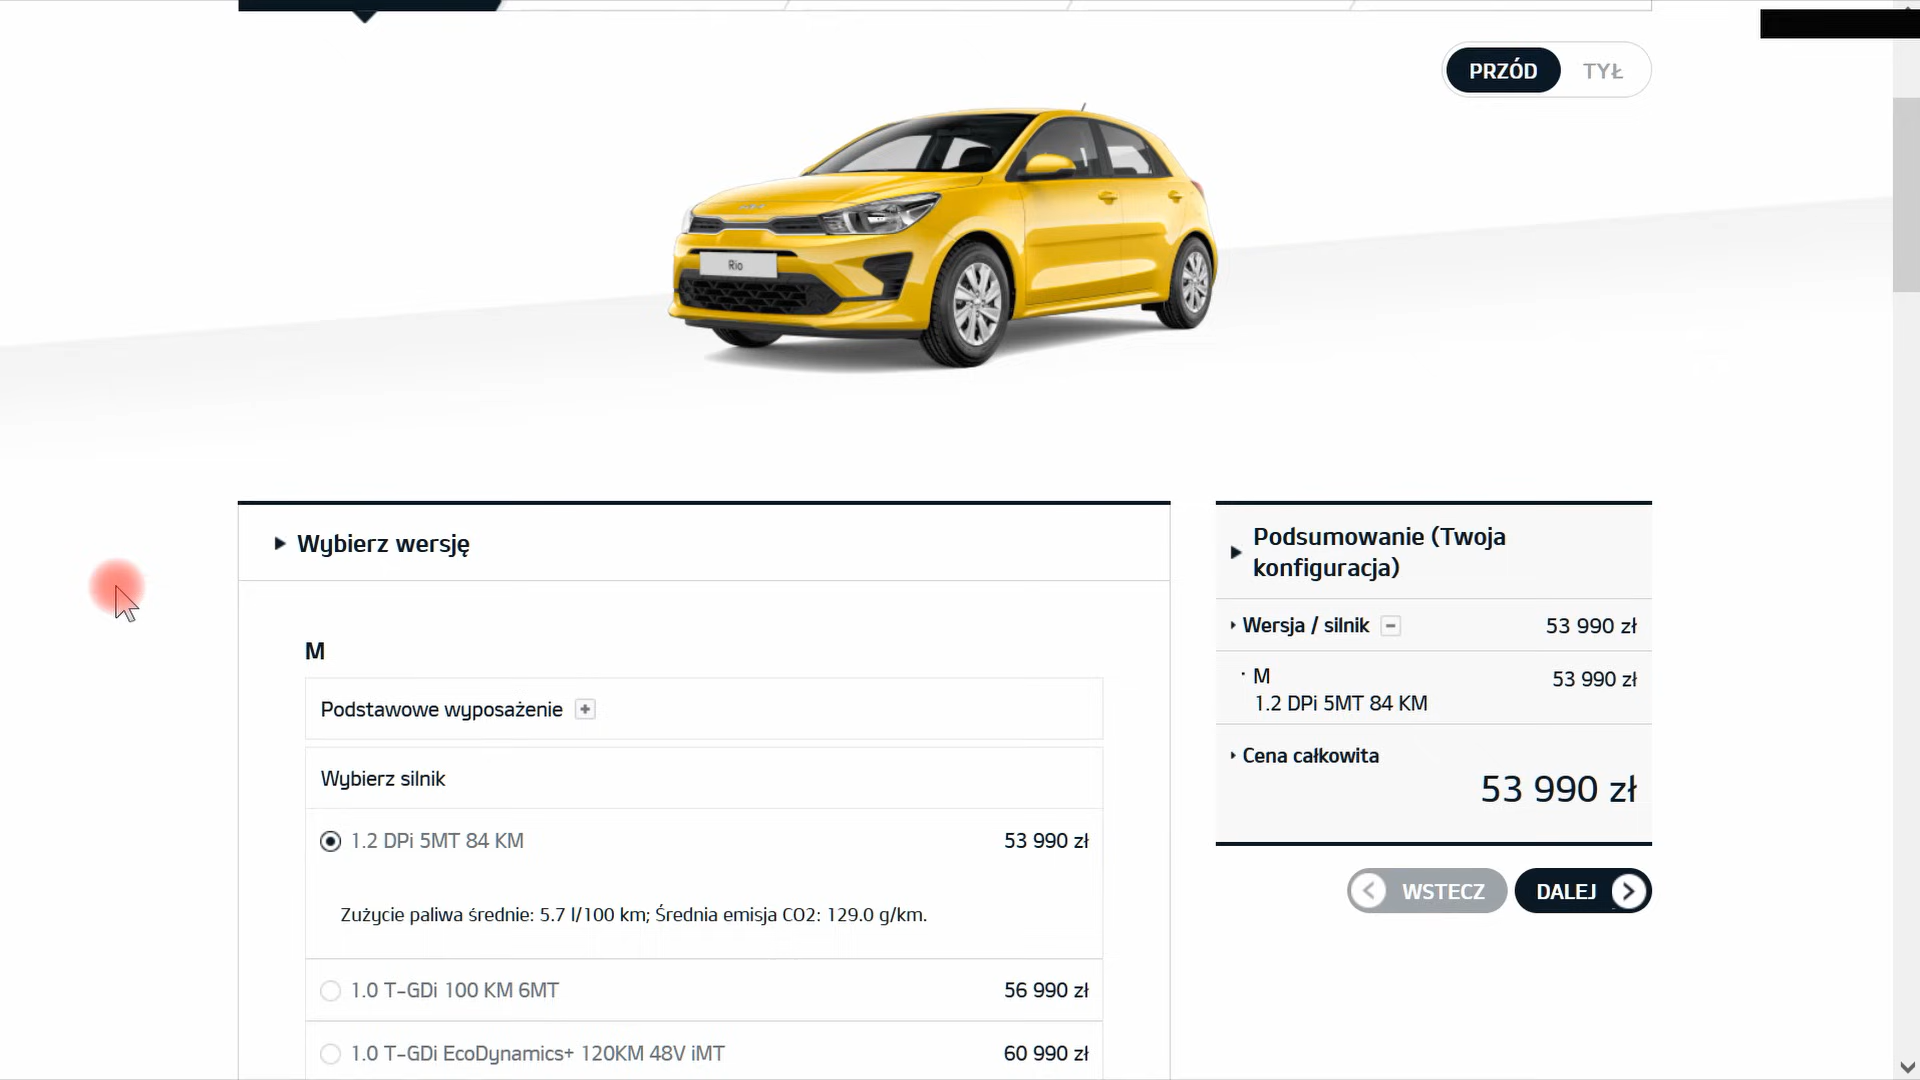 PRZÓD
TYŁ
Rio
Wybierz wersję
M
Podstawowe wyposażenie
Wybierz silnik
1.2 DPi 5MT 84 KM 53 990 zł
Zużycie paliwa średnie: 5.7 l/100 km; Średnia emisja CO2: 129.0 g/km.
1.0 T-GDi 100 KM 6MT 56 990 zł
1.0 T-GDi EcoDynamics+ 120KM 48V iMT 60 990 zł
Podsumowanie (Twoja
konfiguracja)
Wersja / silnik 53 990 zł
· M 53 990 zł
1.2 DPi 5MT 84 KM
Cena całkowita
53 990 zł
WSTECZ
DALEJ